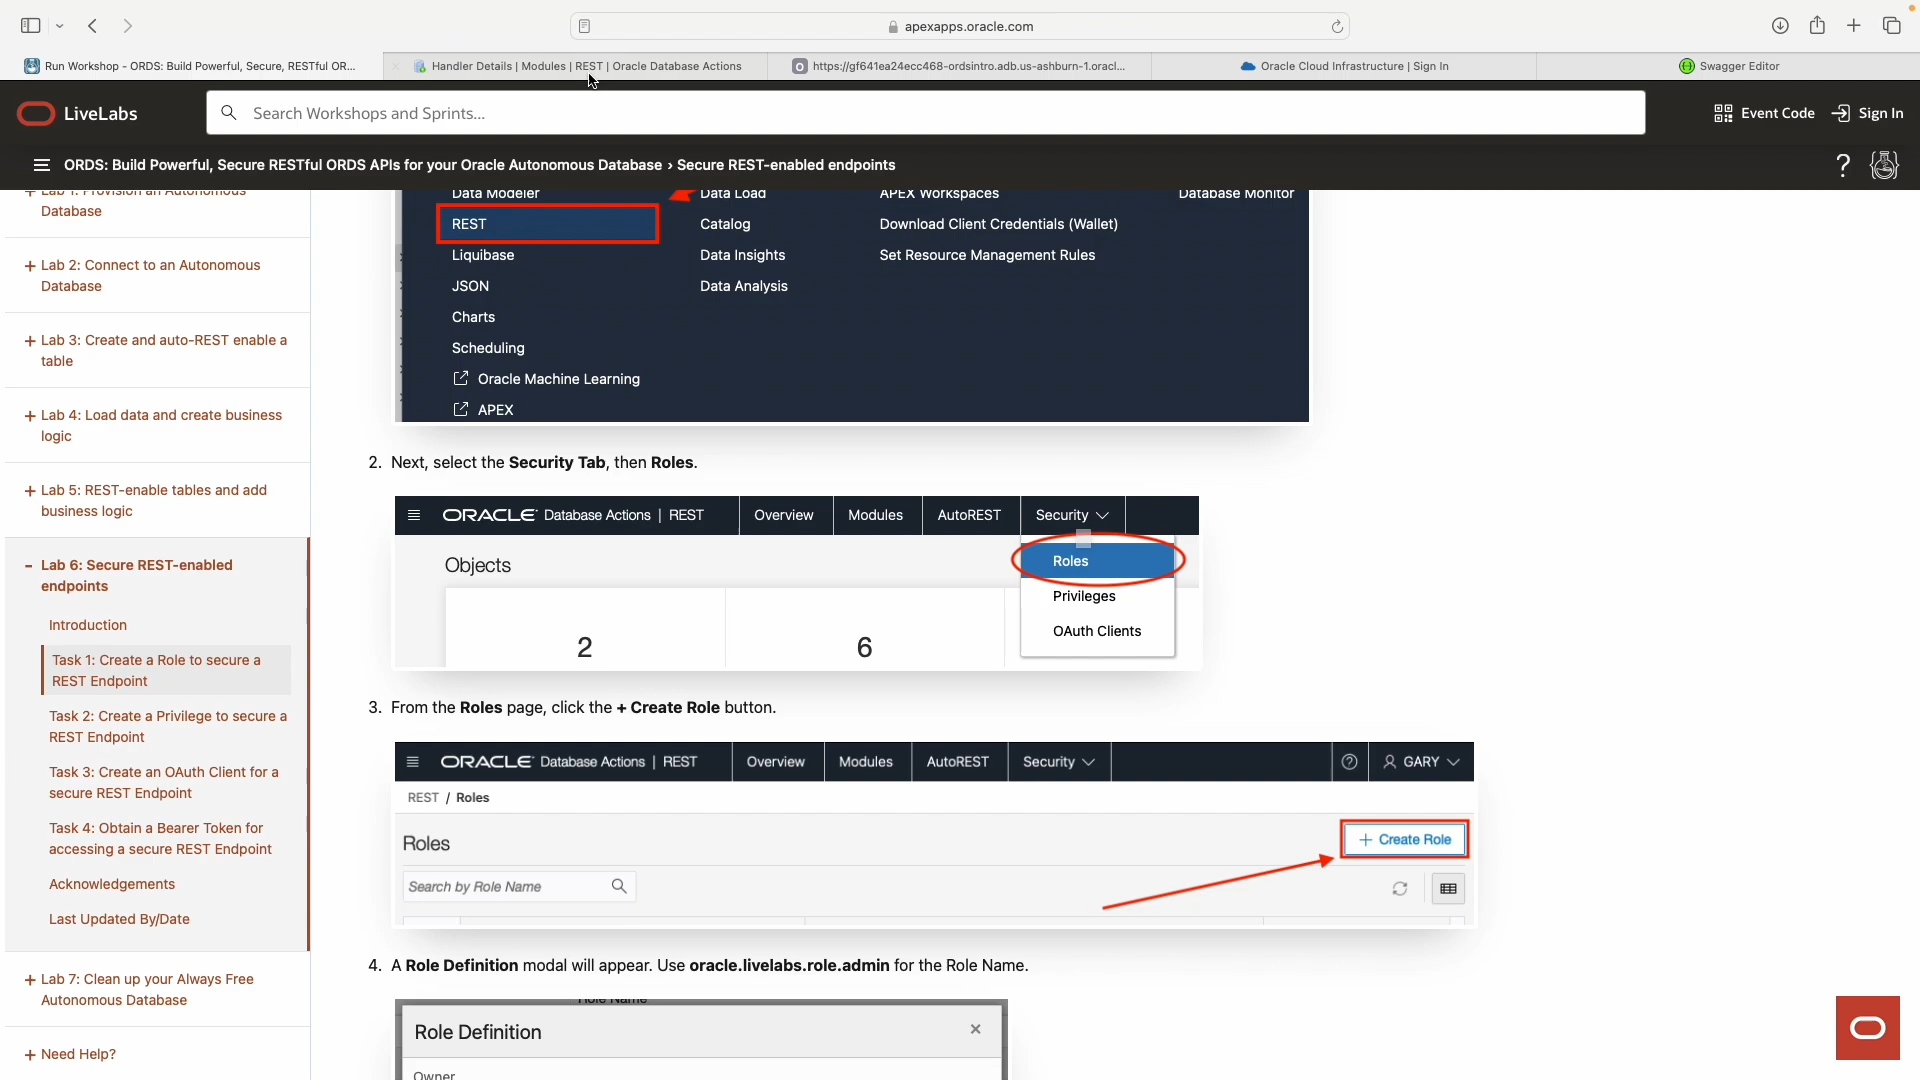 apexapps.oracle.com
Run Workshop - ORDS: Build Powerful, Secure, RESTful OR...
Handler Details | Modules | REST | Oracle Database Actions
https://gf641ea24ecc468-ordsintro.adb.us-ashburn-1.oracl...
Oracle Cloud Infrastructure | Sign In
Swagger Editor
LiveLabs
Search Workshops and Sprints...
Event Code
Sign In
ORDS: Build Powerful, Secure RESTful ORDS APIs for your Oracle Autonomous Database › Secure REST-enabled endpoints
Lab 1: Provision an Autonomous
Database
+ Lab 2: Connect to an Autonomous
Database
+ Lab 3: Create and auto-REST enable a
table
+ Lab 4: Load data and create business
logic
+ Lab 5: REST-enable tables and add
business logic
- Lab 6: Secure REST-enabled
endpoints
Introduction
Task 1: Create a Role to secure a
REST Endpoint
Task 2: Create a Privilege to secure a
REST Endpoint
Task 3: Create an OAuth Client for a
secure REST Endpoint
Task 4: Obtain a Bearer Token for
accessing a secure REST Endpoint
Acknowledgements
Last Updated By/Date
+ Lab 7: Clean up your Always Free
Autonomous Database
+ Need Help?
Data Modeler
REST
Liquibase
JSON
Charts
Scheduling
Oracle Machine Learning
APEX
Data Load
Catalog
Data Insights
Data Analysis
APEX Workspaces
Download Client Credentials (Wallet)
Set Resource Management Rules
Database Monitor
2. Next, select the Security Tab, then Roles.
ORACLE Database Actions | REST
Overview
Modules
AutoREST
Security
Objects
Roles
Privileges
OAuth Clients
2
6
3. From the Roles page, click the + Create Role button.
ORACLE Database Actions | REST
Overview
Modules
AutoREST
Security
GARY
REST / Roles
Roles
+ Create Role
Search by Role Name
4. A Role Definition modal will appear. Use oracle.livelabs.role.admin for the Role Name.
Role Name
Role Definition
Owner